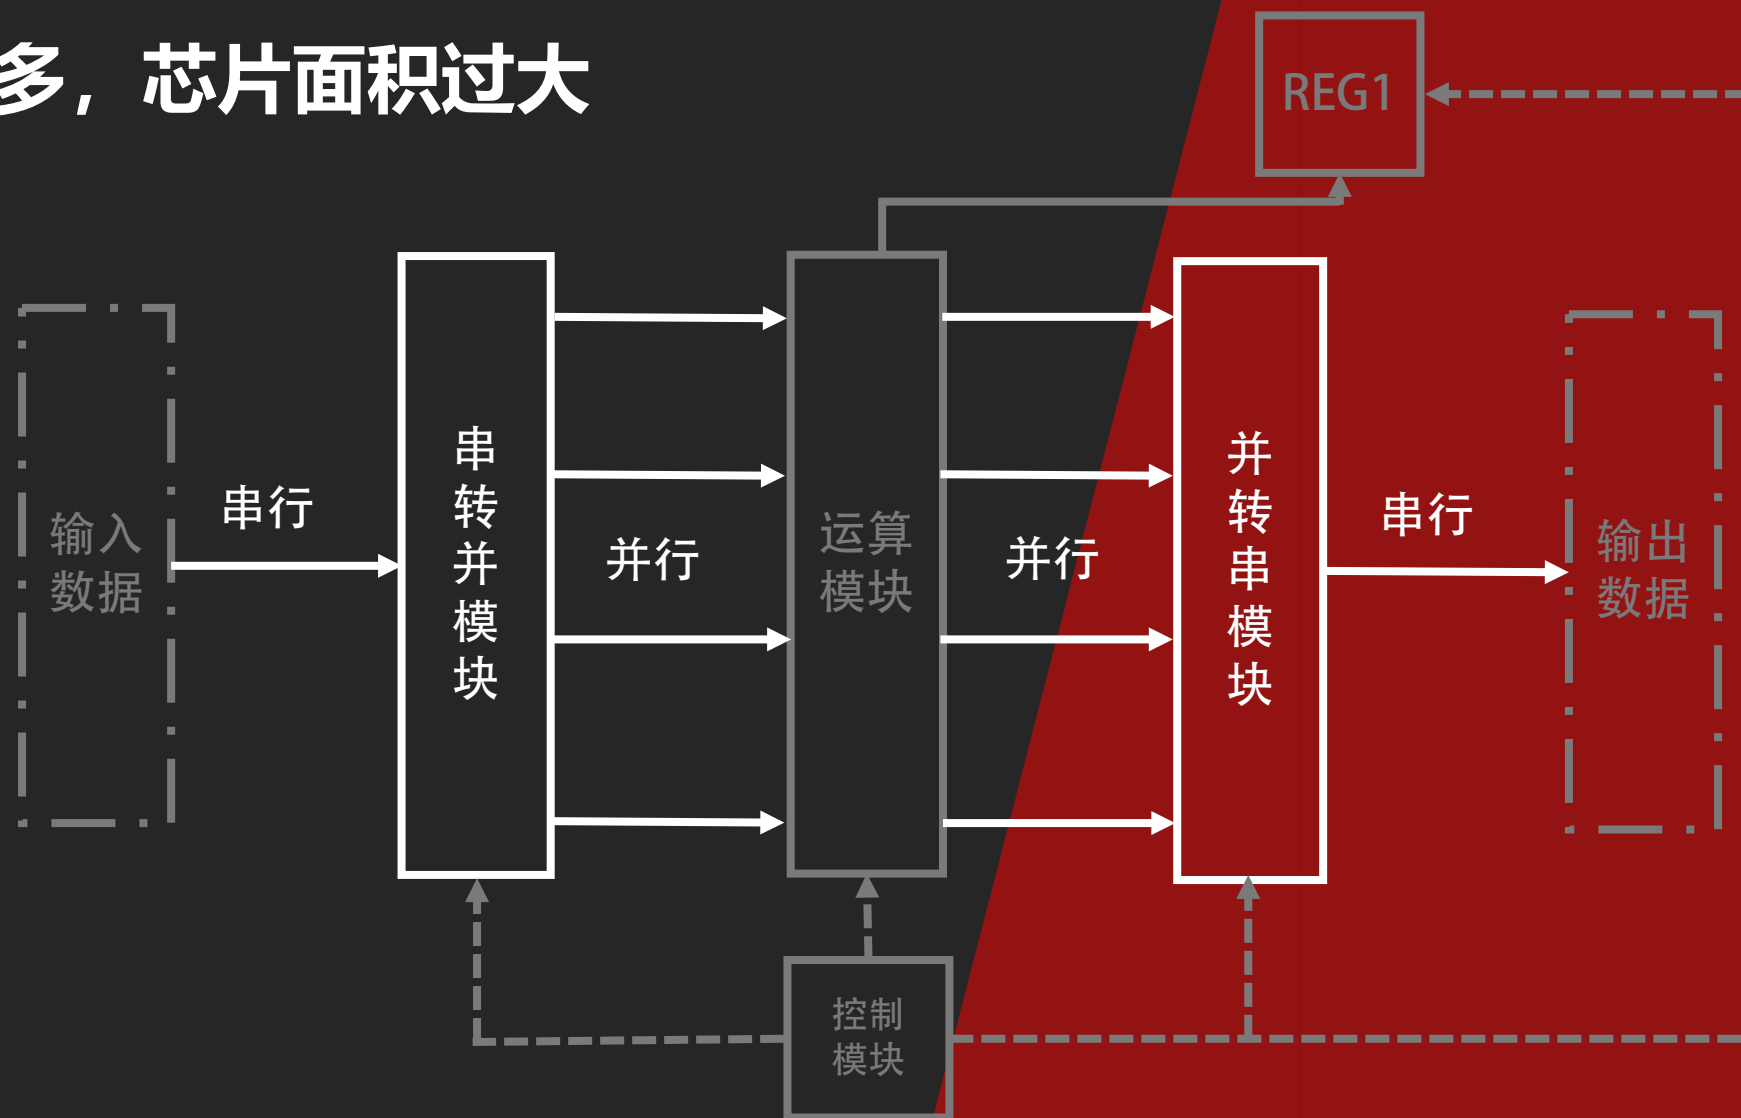 多，芯片面积过大
REG1
输入
数据
串行
串
转
并
模
块
并行
运算
模块
并行
并
转
串
模
块
串行
输出
数据
控制
模块